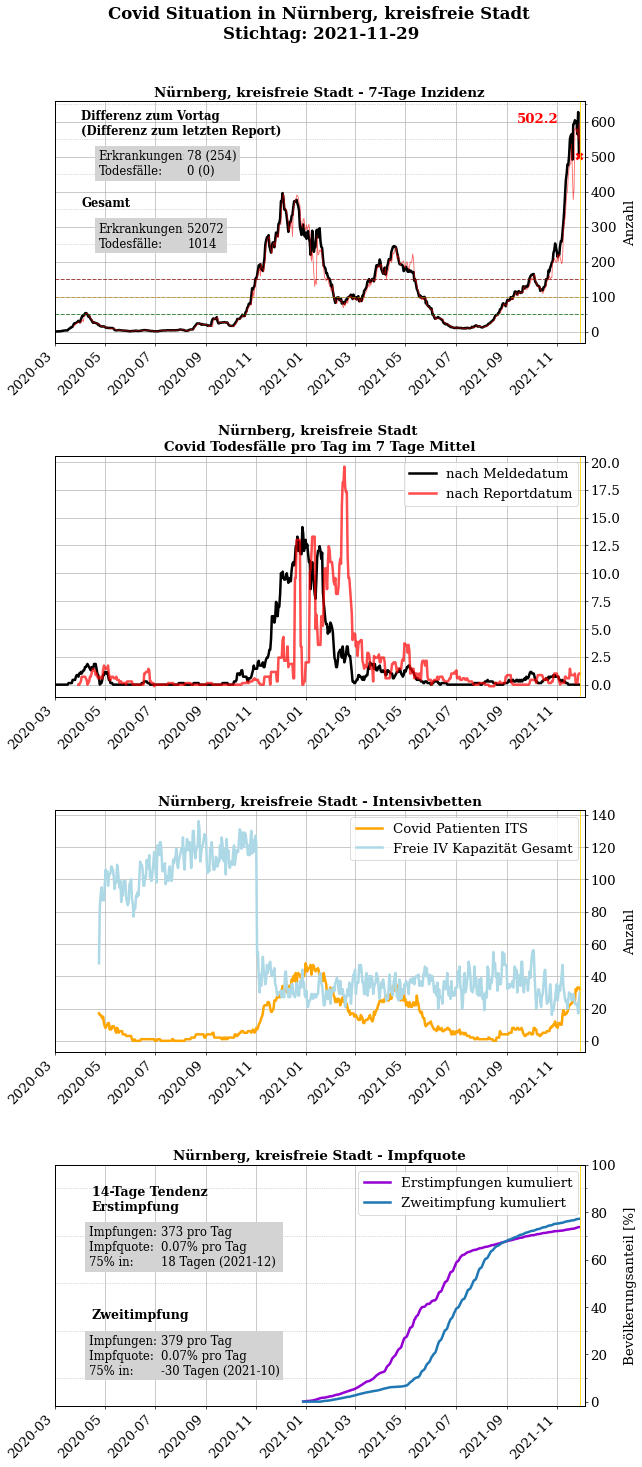 Covid Situation in Nürnberg, kreisfreie Stadt
Stichtag: 2021-11-29
Nürnberg, kreisfreie Stadt - 7-Tage Inzidenz
Differenz zum Vortag
(Differenz zum letzten Report)
Erkrankungen 78 (254)
Todesfälle: 0 (0)
Gesamt
Erkrankungen 52072
Todesfälle: 1014
502.2
600
500
400
300
200
100
0
Anzahl
2020-03 2020-05 2020-07 2020-09 2020-11 2021-01 2021-03 2021-05 2021-07 2021-09 2021-11
Nürnberg, kreisfreie Stadt
Covid Todesfälle pro Tag im 7 Tage Mittel
nach Meldedatum
nach Reportdatum
20.0
17.5
15.0
12.5
10.0
7.5
5.0
2.5
0.0
2020-03 2020-05 2020-07 2020-09 2020-11 2021-01 2021-03 2021-05 2021-07 2021-09 2021-11
Nürnberg, kreisfreie Stadt - Intensivbetten
Covid Patienten ITS
Freie IV Kapazität Gesamt
140
120
100
80
60
40
20
0
Anzahl
2020-03 2020-05 2020-07 2020-09 2020-11 2021-01 2021-03 2021-05 2021-07 2021-09 2021-11
Nürnberg, kreisfreie Stadt - Impfquote
14-Tage Tendenz
Erstimpfung
Impfungen: 373 pro Tag
Impfquote: 0.07% pro Tag
75% in: 18 Tagen (2021-12)
Zweitimpfung
Impfungen: 379 pro Tag
Impfquote: 0.07% pro Tag
75% in: -30 Tagen (2021-10)
Erstimpfungen kumuliert
Zweitimpfung kumuliert
100
80
60
40
20
0
Bevölkerungsanteil [%]
2020-03 2020-05 2020-07 2020-09 2020-11 2021-01 2021-03 2021-05 2021-07 2021-09 2021-11